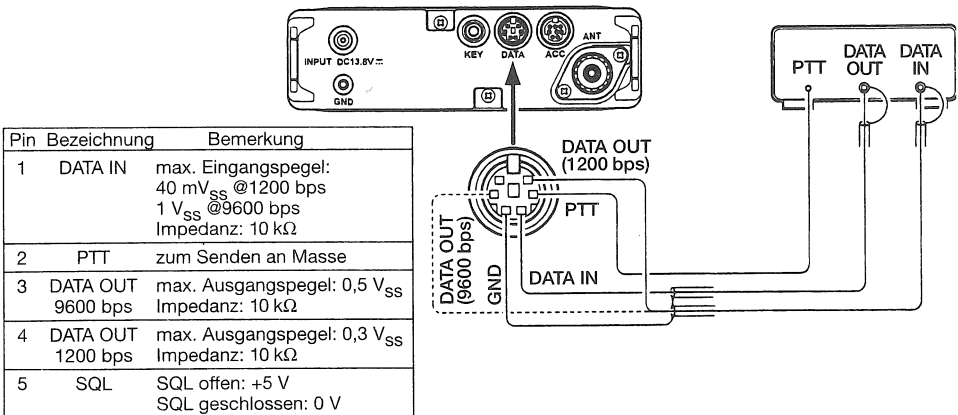 KEY DATA ACC ANT
INPUT DC13.8V
GND
PTT DATA OUT DATA IN
Pin Bezeichnung Bemerkung
1 DATA IN max. Eingangspegel:
40 mVSS @1200 bps
1 VSS @9600 bps
Impedanz: 10 kΩ
2 PTT zum Senden an Masse
3 DATA OUT max. Ausgangspegel: 0,5 VSS
9600 bps Impedanz: 10 kΩ
4 DATA OUT max. Ausgangspegel: 0,3 VSS
1200 bps Impedanz: 10 kΩ
5 SQL SQL offen: +5 V
SQL geschlossen: 0 V
DATA OUT
(1200 bps)
PTT
DATA OUT
(9600 bps)
GND
DATA IN